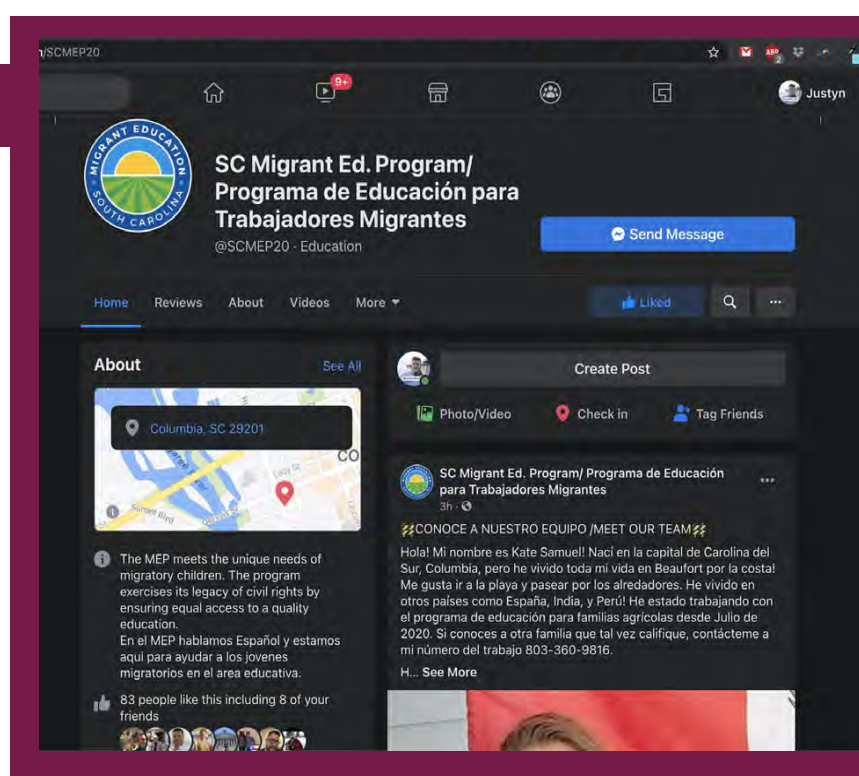 /SCMEP20
ABP
2
9+
Justyn
MIGRANT EDUCATION
SOUTH CAROLINA
SC Migrant Ed. Program/
Programa de Educación para
Trabajadores Migrantes
@SCMEP20 · Education
Send Message
Home Reviews About Videos More
Liked
About See All
Columbia, SC 29201
CO
Lady St
Sunset Blvd
Create Post
Photo/Video Check in Tag Friends
SC Migrant Ed. Program/ Programa de Educación
para Trabajadores Migrantes
3h ·
CONOCE A NUESTRO EQUIPO /MEET OUR TEAM
Hola! Mi nombre es Kate Samuel! Nací en la capital de Carolina del
Sur, Columbia, pero he vivido toda mi vida en Beaufort por la costa!
Me gusta ir a la playa y pasear por los alredadores. He vivido en
otros países como España, India, y Perú! He estado trabajando con
el programa de educación para familias agrícolas desde Julio de
2020. Si conoces a otra familia que tal vez califique, contácteme a
mi número del trabajo 803-360-9816.
H... See More
The MEP meets the unique needs of
migratory children. The program
exercises its legacy of civil rights by
ensuring equal access to a quality
education.
En el MEP hablamos Español y estamos
aqui para ayudar a los jovenes
migratorios en el area educativa.
83 people like this including 8 of your
friends